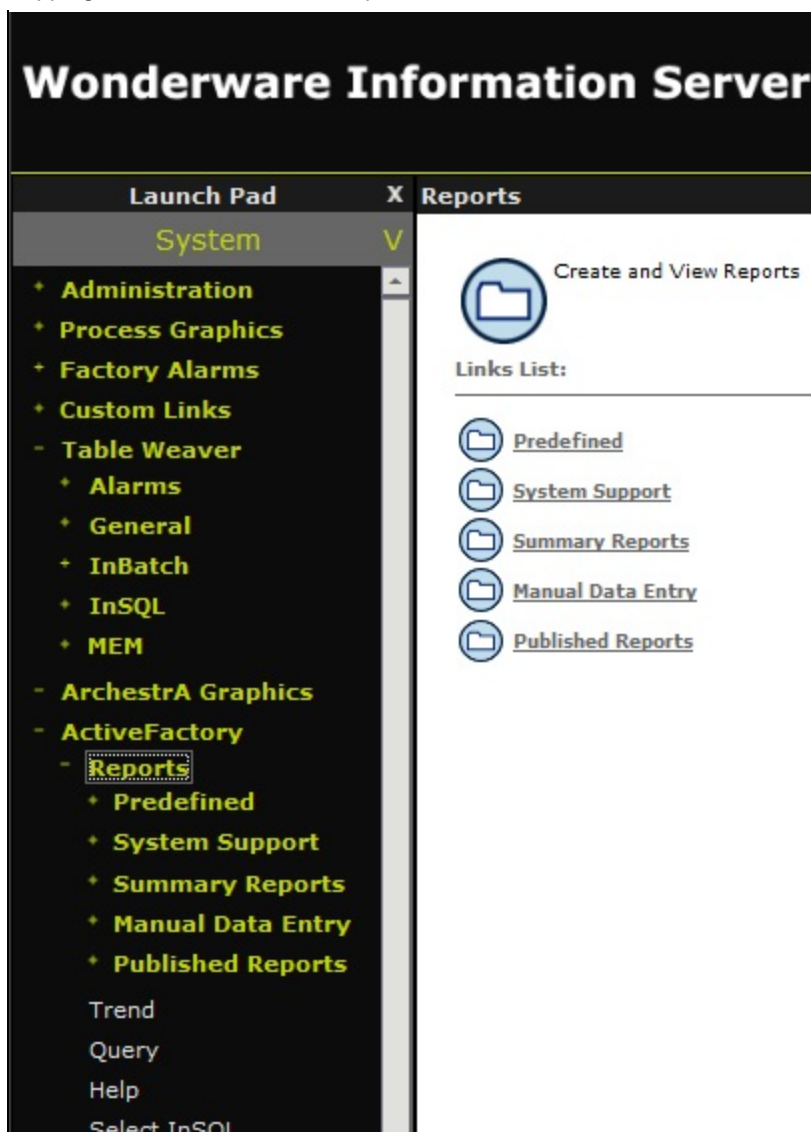 Wonderware Information Server
Launch Pad X
System V
+ Administration
+ Process Graphics
+ Factory Alarms
+ Custom Links
- Table Weaver
+ Alarms
+ General
+ InBatch
+ InSQL
+ MEM
- ArchestrA Graphics
- ActiveFactory
- Reports
+ Predefined
+ System Support
+ Summary Reports
+ Manual Data Entry
+ Published Reports
Trend
Query
Help
Select InSQL
Reports
Create and View Reports
Links List:
Predefined
System Support
Summary Reports
Manual Data Entry
Published Reports